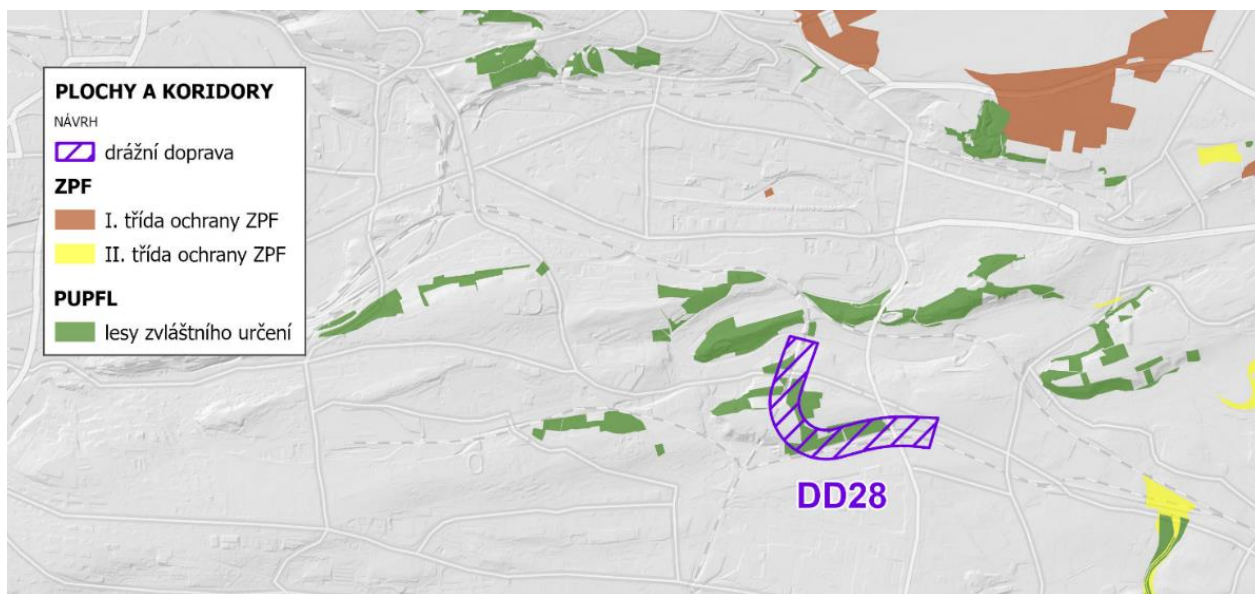 PLOCHY A KORIDORY
NÁVRH
drážní doprava
ZPF
I. třída ochrany ZPF
II. třída ochrany ZPF
PUPFL
lesy zvláštního určení
DD28